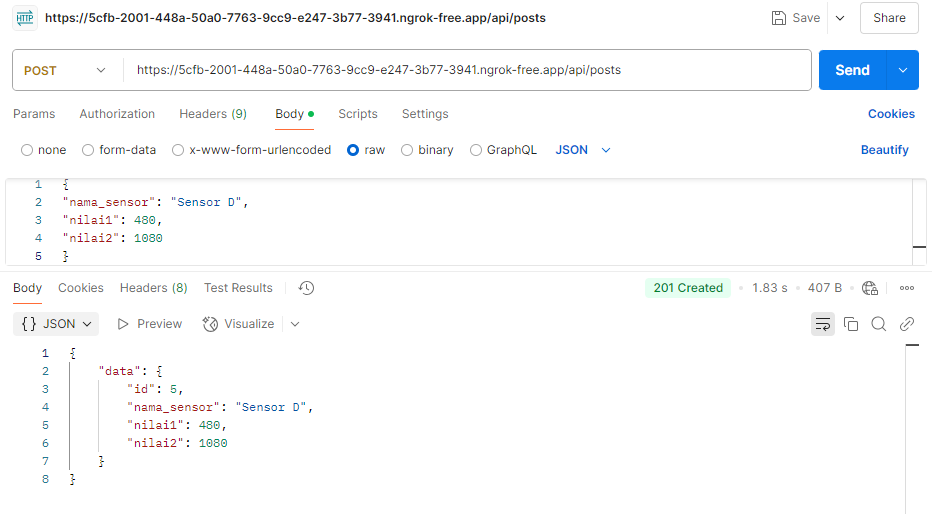 HTTP https://5cfb-2001-448a-50a0-7763-9cc9-e247-3b77-3941.ngrok-free.app/api/posts Save Share
POST https://5cfb-2001-448a-50a0-7763-9cc9-e247-3b77-3941.ngrok-free.app/api/posts Send
Params Authorization Headers (9) Body Scripts Settings Cookies
none form-data x-www-form-urlencoded raw binary GraphQL JSON Beautify
1 {
2 "nama_sensor": "Sensor D",
3 "nilai1": 480,
4 "nilai2": 1080
5 }
Body Cookies Headers (8) Test Results 201 Created • 1.83 s • 407 B •
{} JSON Preview Visualize
1 {
2 "data": {
3 "id": 5,
4 "nama_sensor": "Sensor D",
5 "nilai1": 480,
6 "nilai2": 1080
7 }
8 }